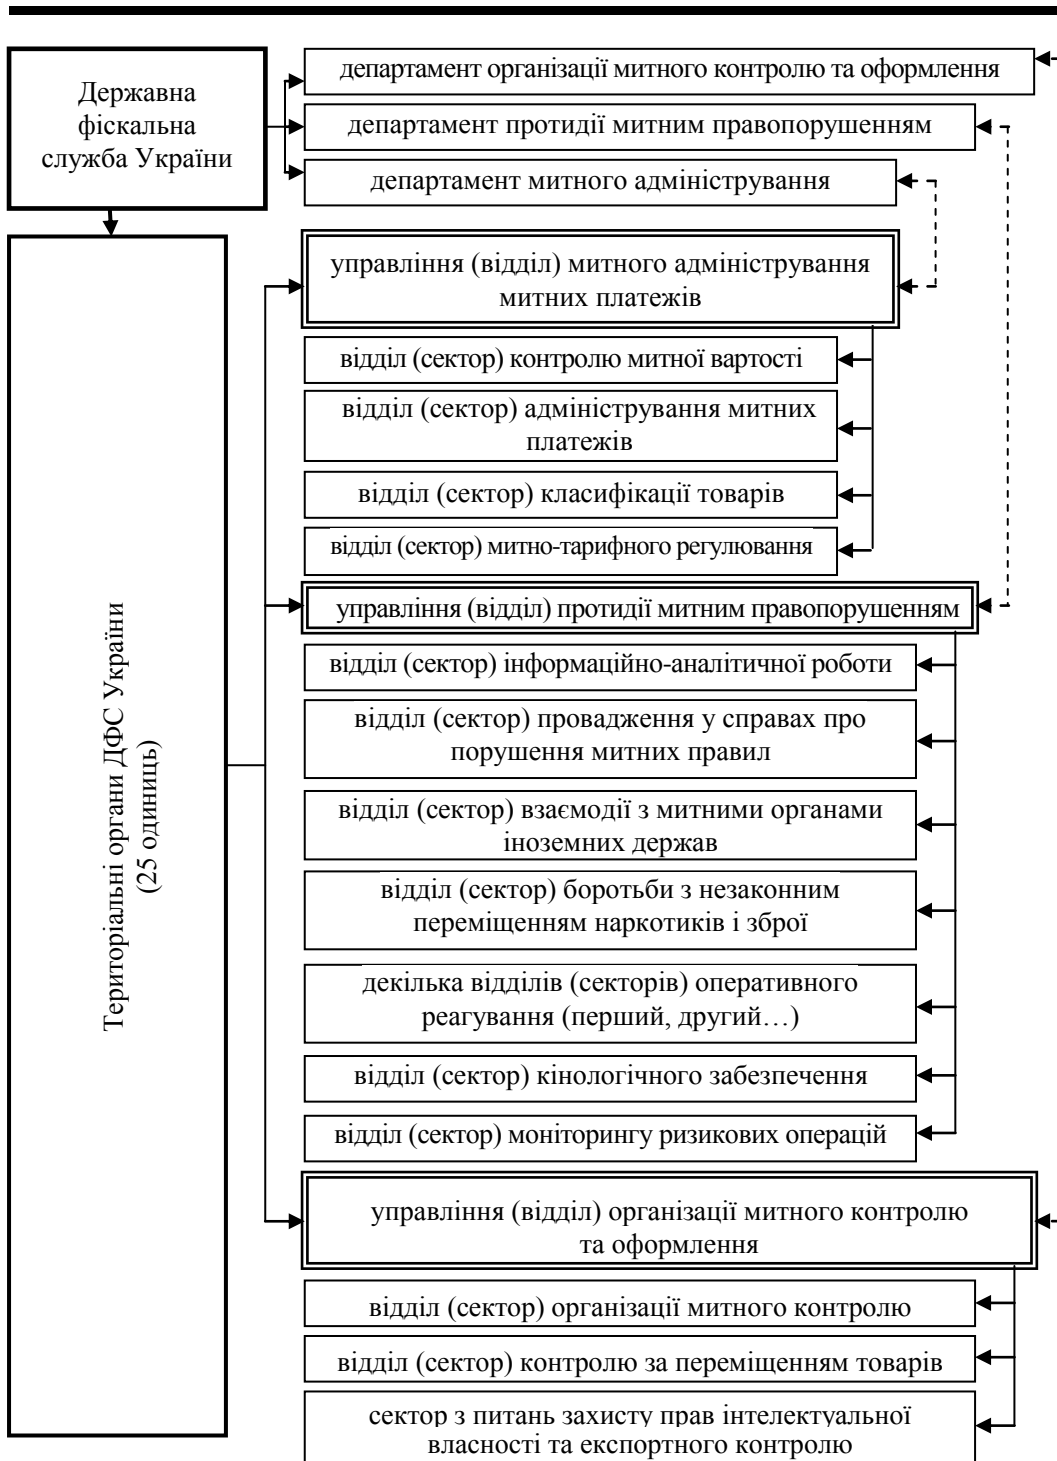 Державна
фіскальна
служба України
департамент організації митного контролю та оформлення
департамент протидії митним правопорушенням
департамент митного адміністрування
Територіальні органи ДФС України
(25 одиниць)
управління (відділ) митного адміністрування
митних платежів
відділ (сектор) контролю митної вартості
відділ (сектор) адміністрування митних
платежів
відділ (сектор) класифікації товарів
відділ (сектор) митно-тарифного регулювання
управління (відділ) протидії митним правопорушенням
відділ (сектор) інформаційно-аналітичної роботи
відділ (сектор) провадження у справах про
порушення митних правил
відділ (сектор) взаємодії з митними органами
іноземних держав
відділ (сектор) боротьби з незаконним
переміщенням наркотиків і зброї
декілька відділів (секторів) оперативного
реагування (перший, другий…)
відділ (сектор) кінологічного забезпечення
відділ (сектор) моніторингу ризикових операцій
управління (відділ) організації митного контролю
та оформлення
відділ (сектор) організації митного контролю
відділ (сектор) контролю за переміщенням товарів
сектор з питань захисту прав інтелектуальної
власності та експортного контролю